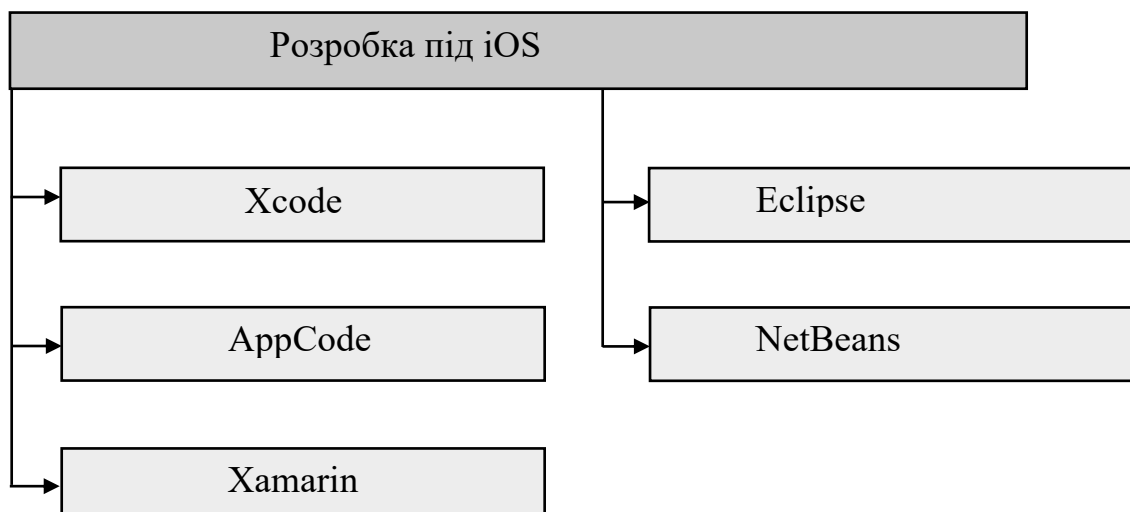 Розробка під iOS
Xcode
AppCode
Xamarin
Eclipse
NetBeans